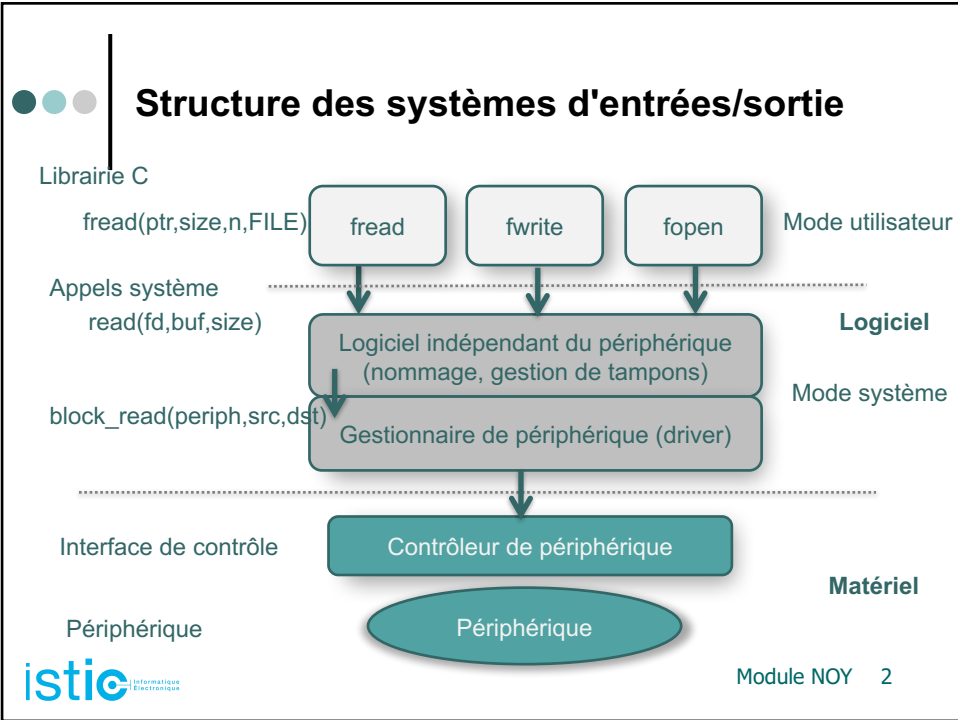 Structure des systèmes d'entrées/sortie
Librairie C
fread(ptr,size,n,FILE)
fread
fwrite
fopen
Mode utilisateur
Appels système
read(fd,buf,size)
Logiciel
Logiciel indépendant du périphérique
(nommage, gestion de tampons)
Mode système
block_read(periph,src,dst)
Gestionnaire de périphérique (driver)
Interface de contrôle
Contrôleur de périphérique
Matériel
Périphérique
Périphérique
istic Informatique
Électronique
Module NOY 2